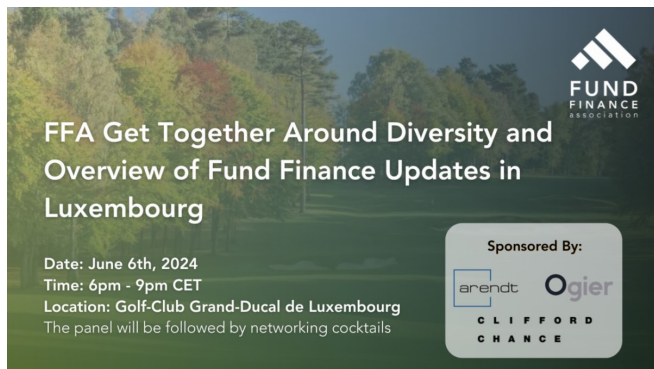 FUND
FINANCE
association
FFA Get Together Around Diversity and
Overview of Fund Finance Updates in
Luxembourg
Date: June 6th, 2024
Time: 6pm - 9pm CET
Location: Golf-Club Grand-Ducal de Luxembourg
The panel will be followed by networking cocktails
Sponsored By:
arendt
Ogier
CLIFFORD
CHANCE